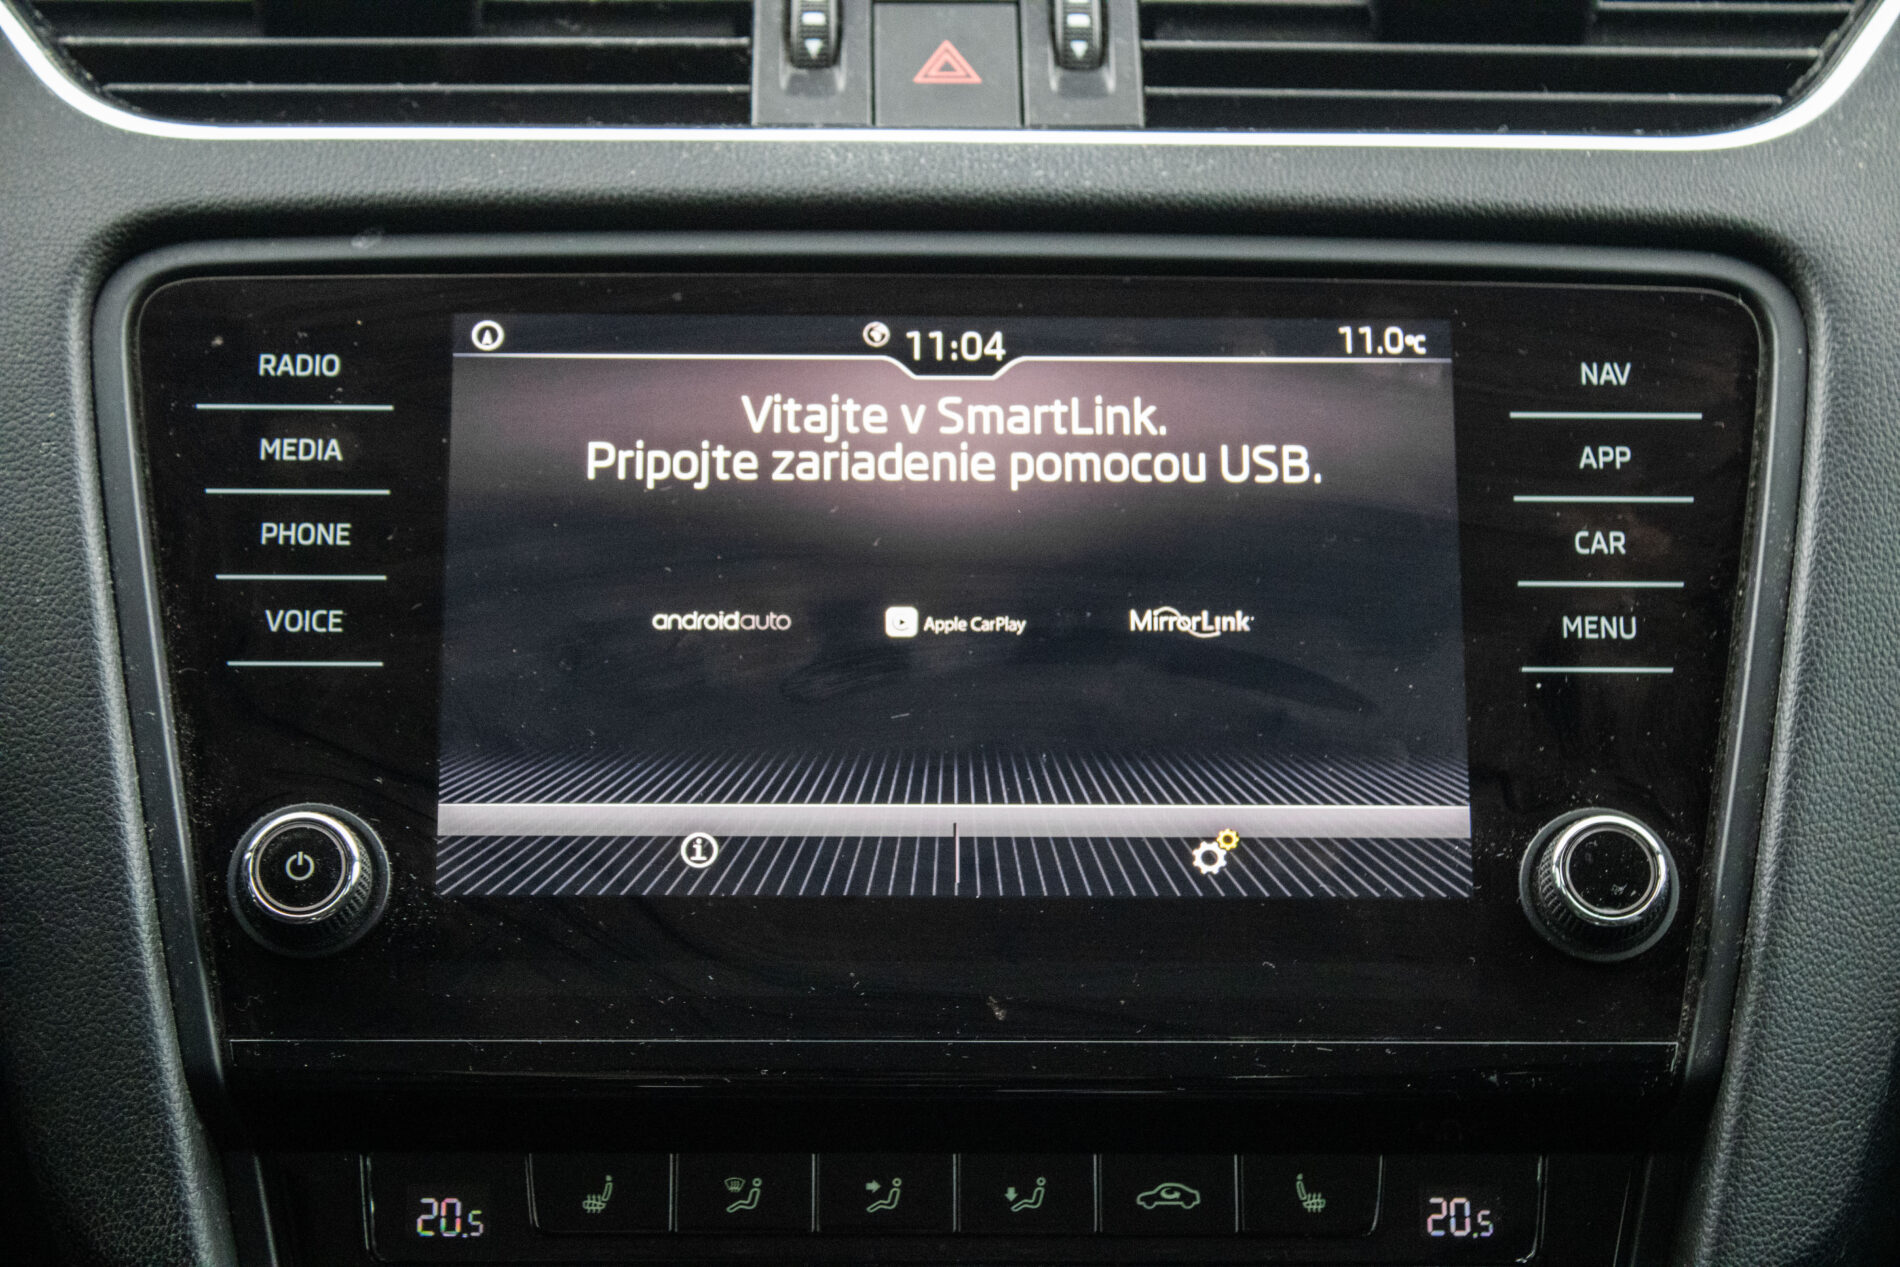 11:04
11.0°C
Vitajte v SmartLink.
Pripojte zariadenie pomocou USB.
androidauto
Apple CarPlay
MirrorLink
RADIO
MEDIA
PHONE
VOICE
NAV
APP
CAR
MENU
20.5
20.5